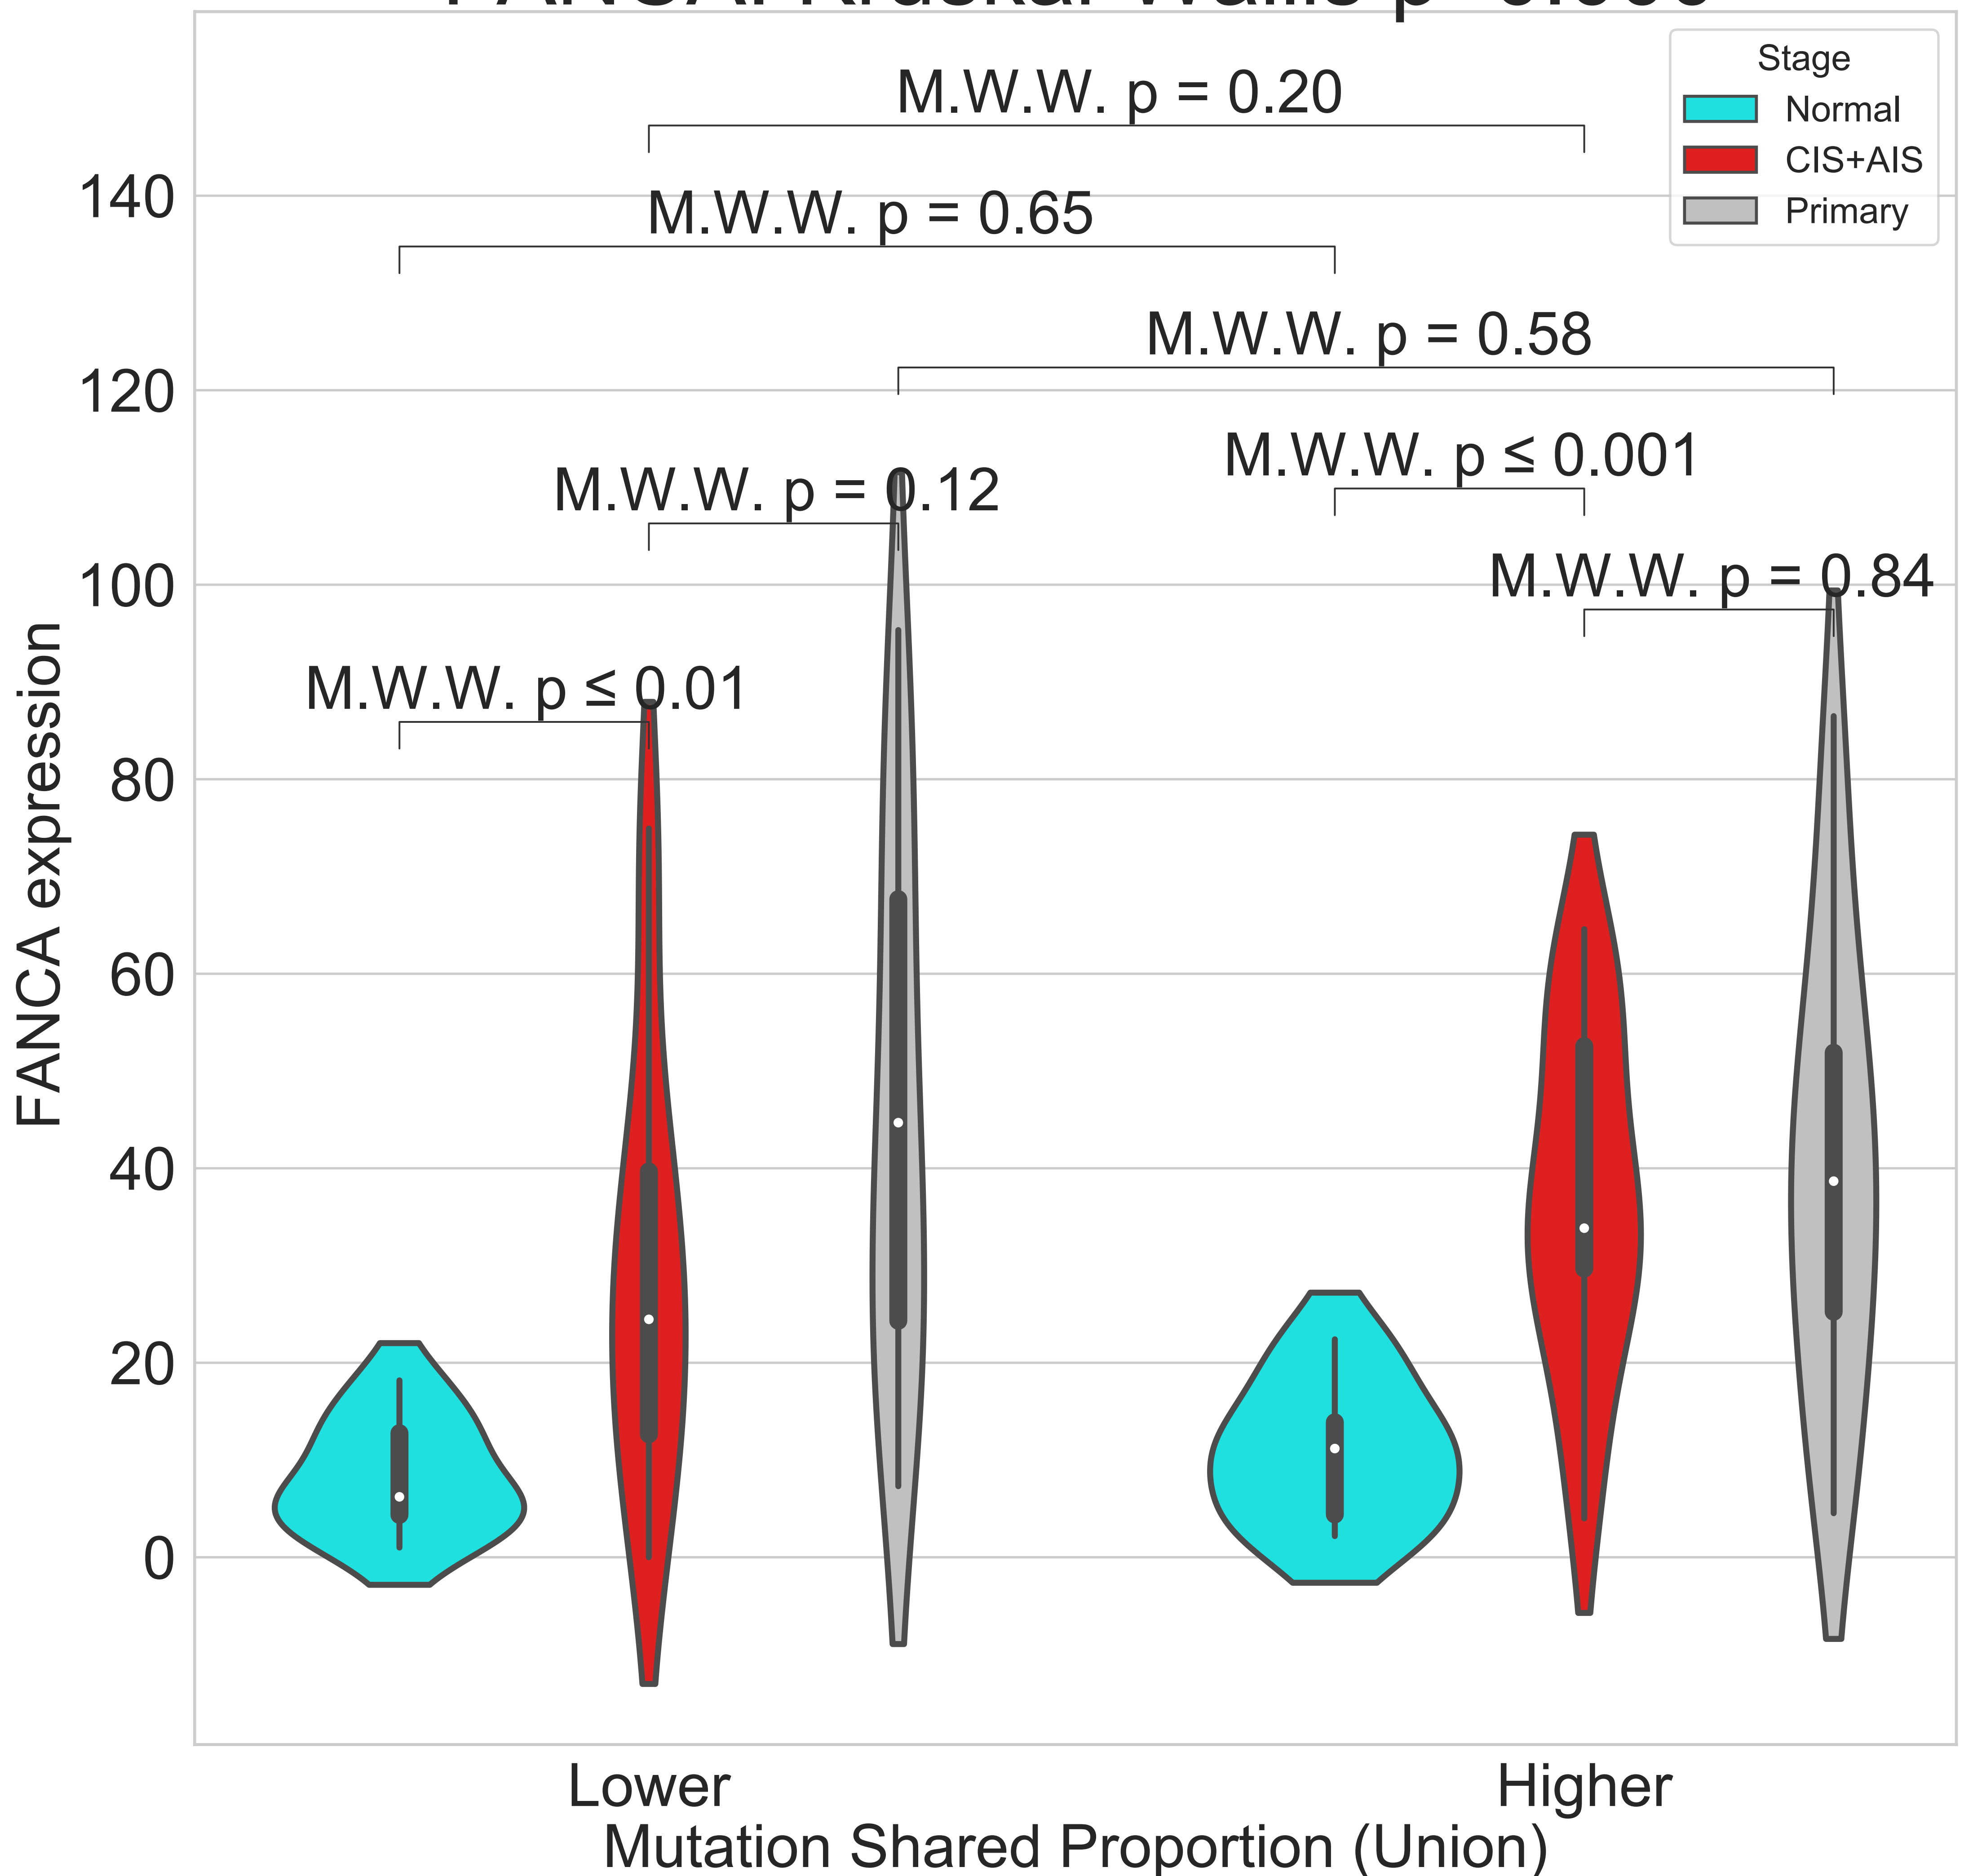 Stage
Normal
CIS+AIS
Primary
M.W.W. p = 0.20
M.W.W. p = 0.65
M.W.W. p = 0.58
M.W.W. p ≤ 0.001
M.W.W. p = 0.12
M.W.W. p = 0.84
M.W.W. p ≤ 0.01
140
120
100
80
60
40
20
0
FANCA expression
Lower
Higher
Mutation Shared Proportion (Union)